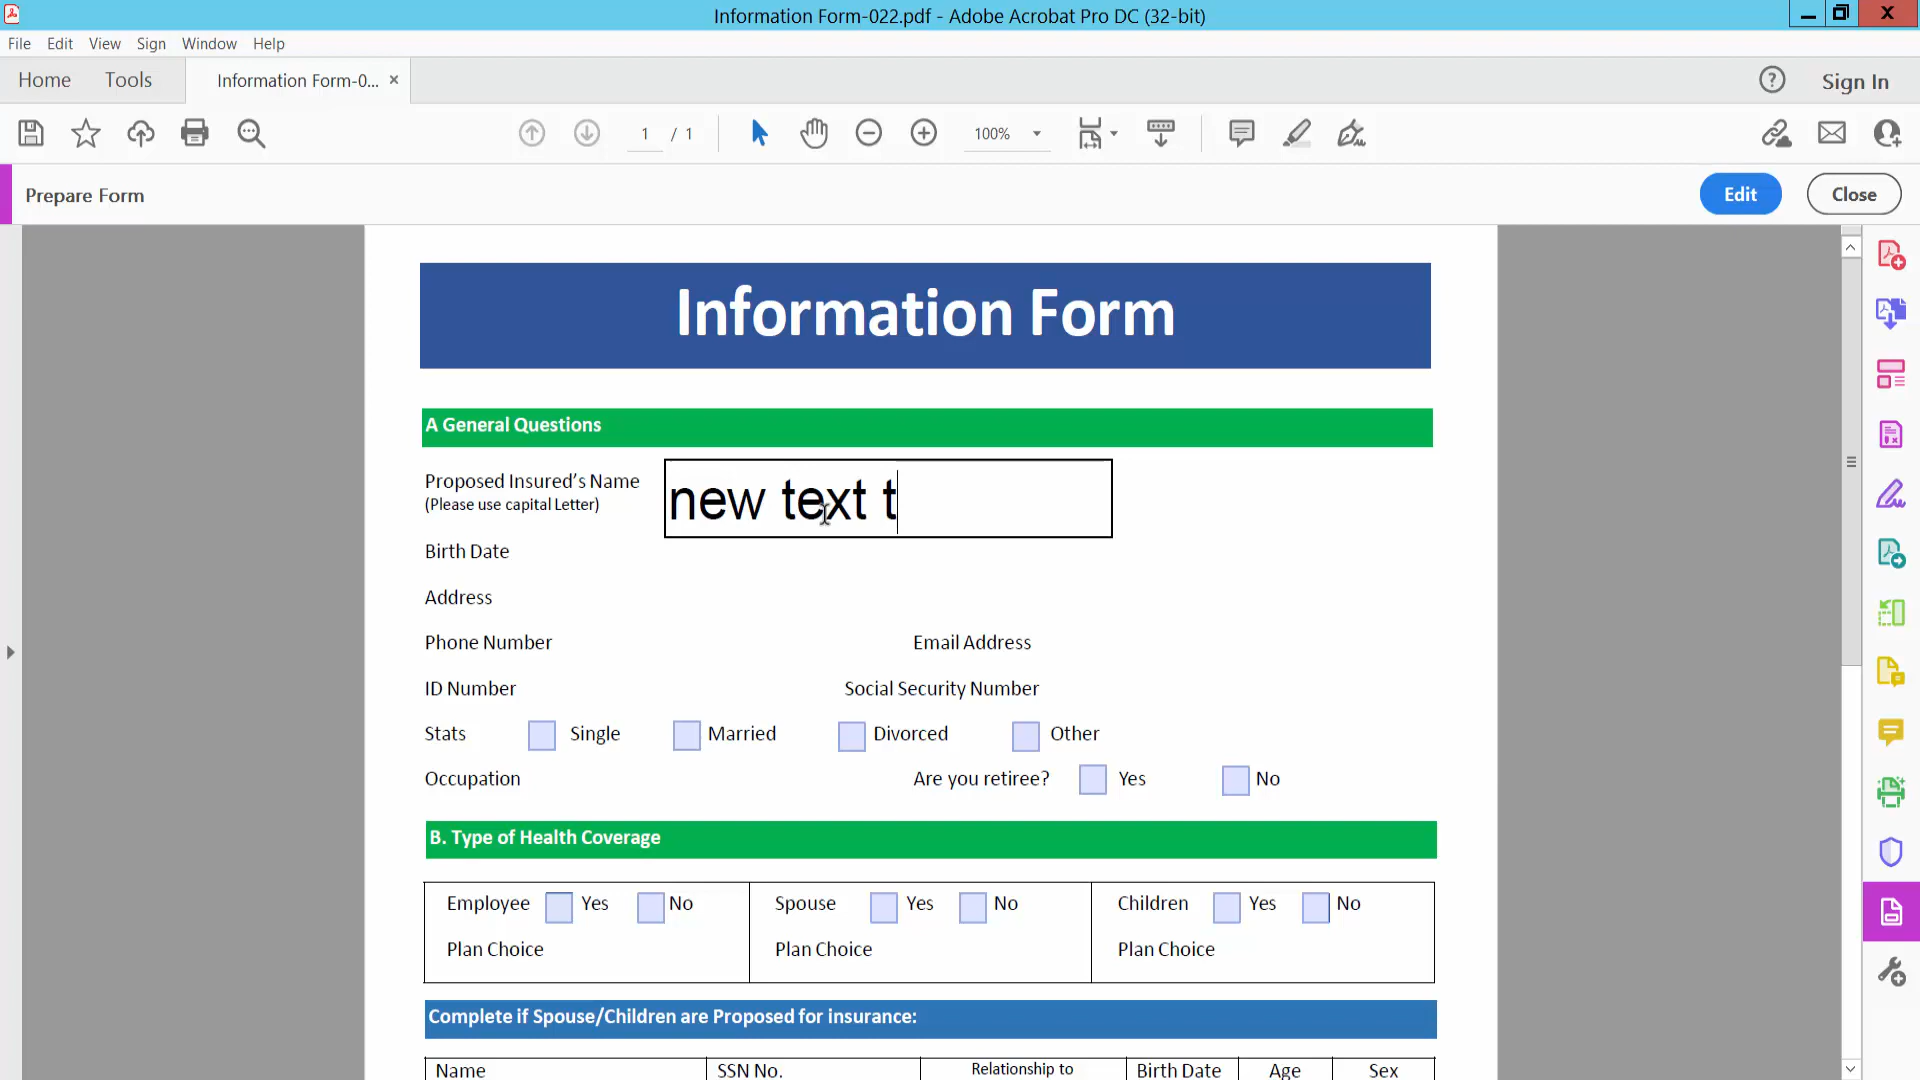 Information Form-022.pdf - Adobe Acrobat Pro DC (32-bit)
File Edit View Sign Window Help
Home Tools Information Form-0... × Sign In
1 / 1 100%
Prepare Form Edit Close
Information Form
A General Questions
Proposed Insured's Name new text t
(Please use capital Letter)
Birth Date
Address
Phone Number Email Address
ID Number Social Security Number
Stats Single Married Divorced Other
Occupation Are you retiree? Yes No
B. Type of Health Coverage
Employee Yes No Spouse Yes No Children Yes No
Plan Choice Plan Choice Plan Choice
Complete if Spouse/Children are Proposed for insurance:
Name SSN No. Relationship to Birth Date Age Sex